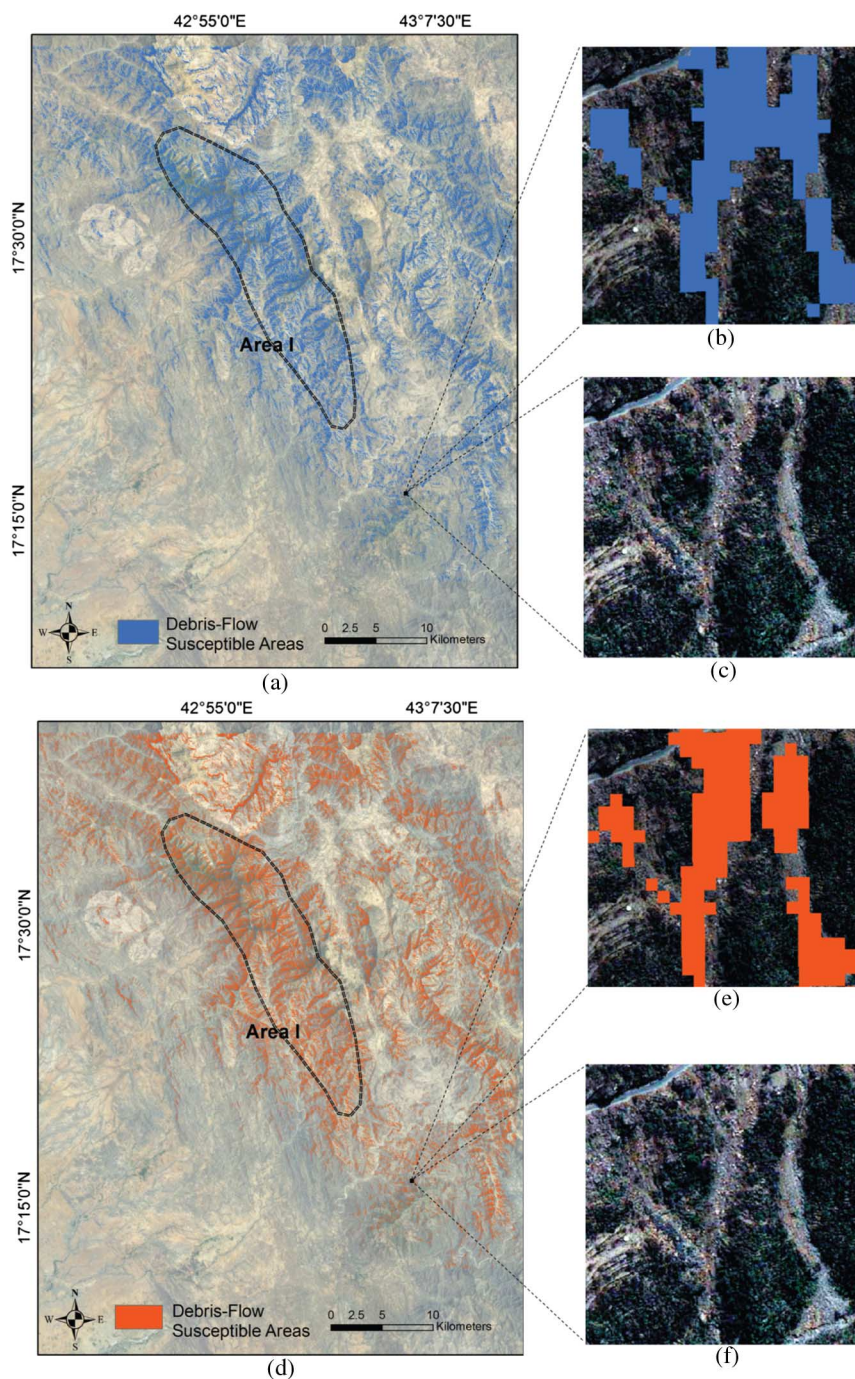 42°55'0"E
43°7'30"E
17°30'0"N
17°15'0"N
Area I
N
W
E
S
Debris-Flow
Susceptible Areas
0 2.5 5 10
Kilometers
(a)
(b)
(c)
42°55'0"E
43°7'30"E
17°30'0"N
17°15'0"N
Area I
N
W
E
S
Debris-Flow
Susceptible Areas
0 2.5 5 10
Kilometers
(d)
(e)
(f)